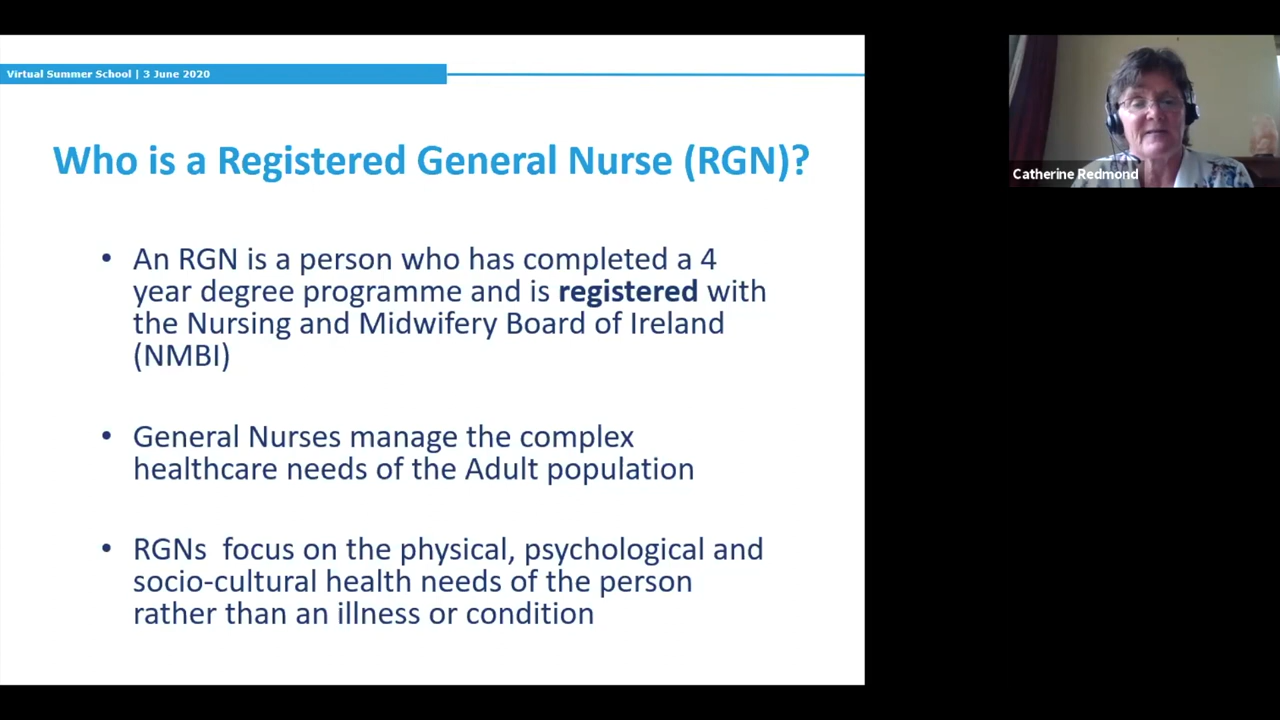 Virtual Summer School | 3 June 2020
Who is a Registered General Nurse (RGN)?
• An RGN is a person who has completed a 4
year degree programme and is registered with
the Nursing and Midwifery Board of Ireland
(NMBI)
• General Nurses manage the complex
healthcare needs of the Adult population
• RGNs  focus on the physical, psychological and
socio-cultural health needs of the person
rather than an illness or condition
Catherine Redmond